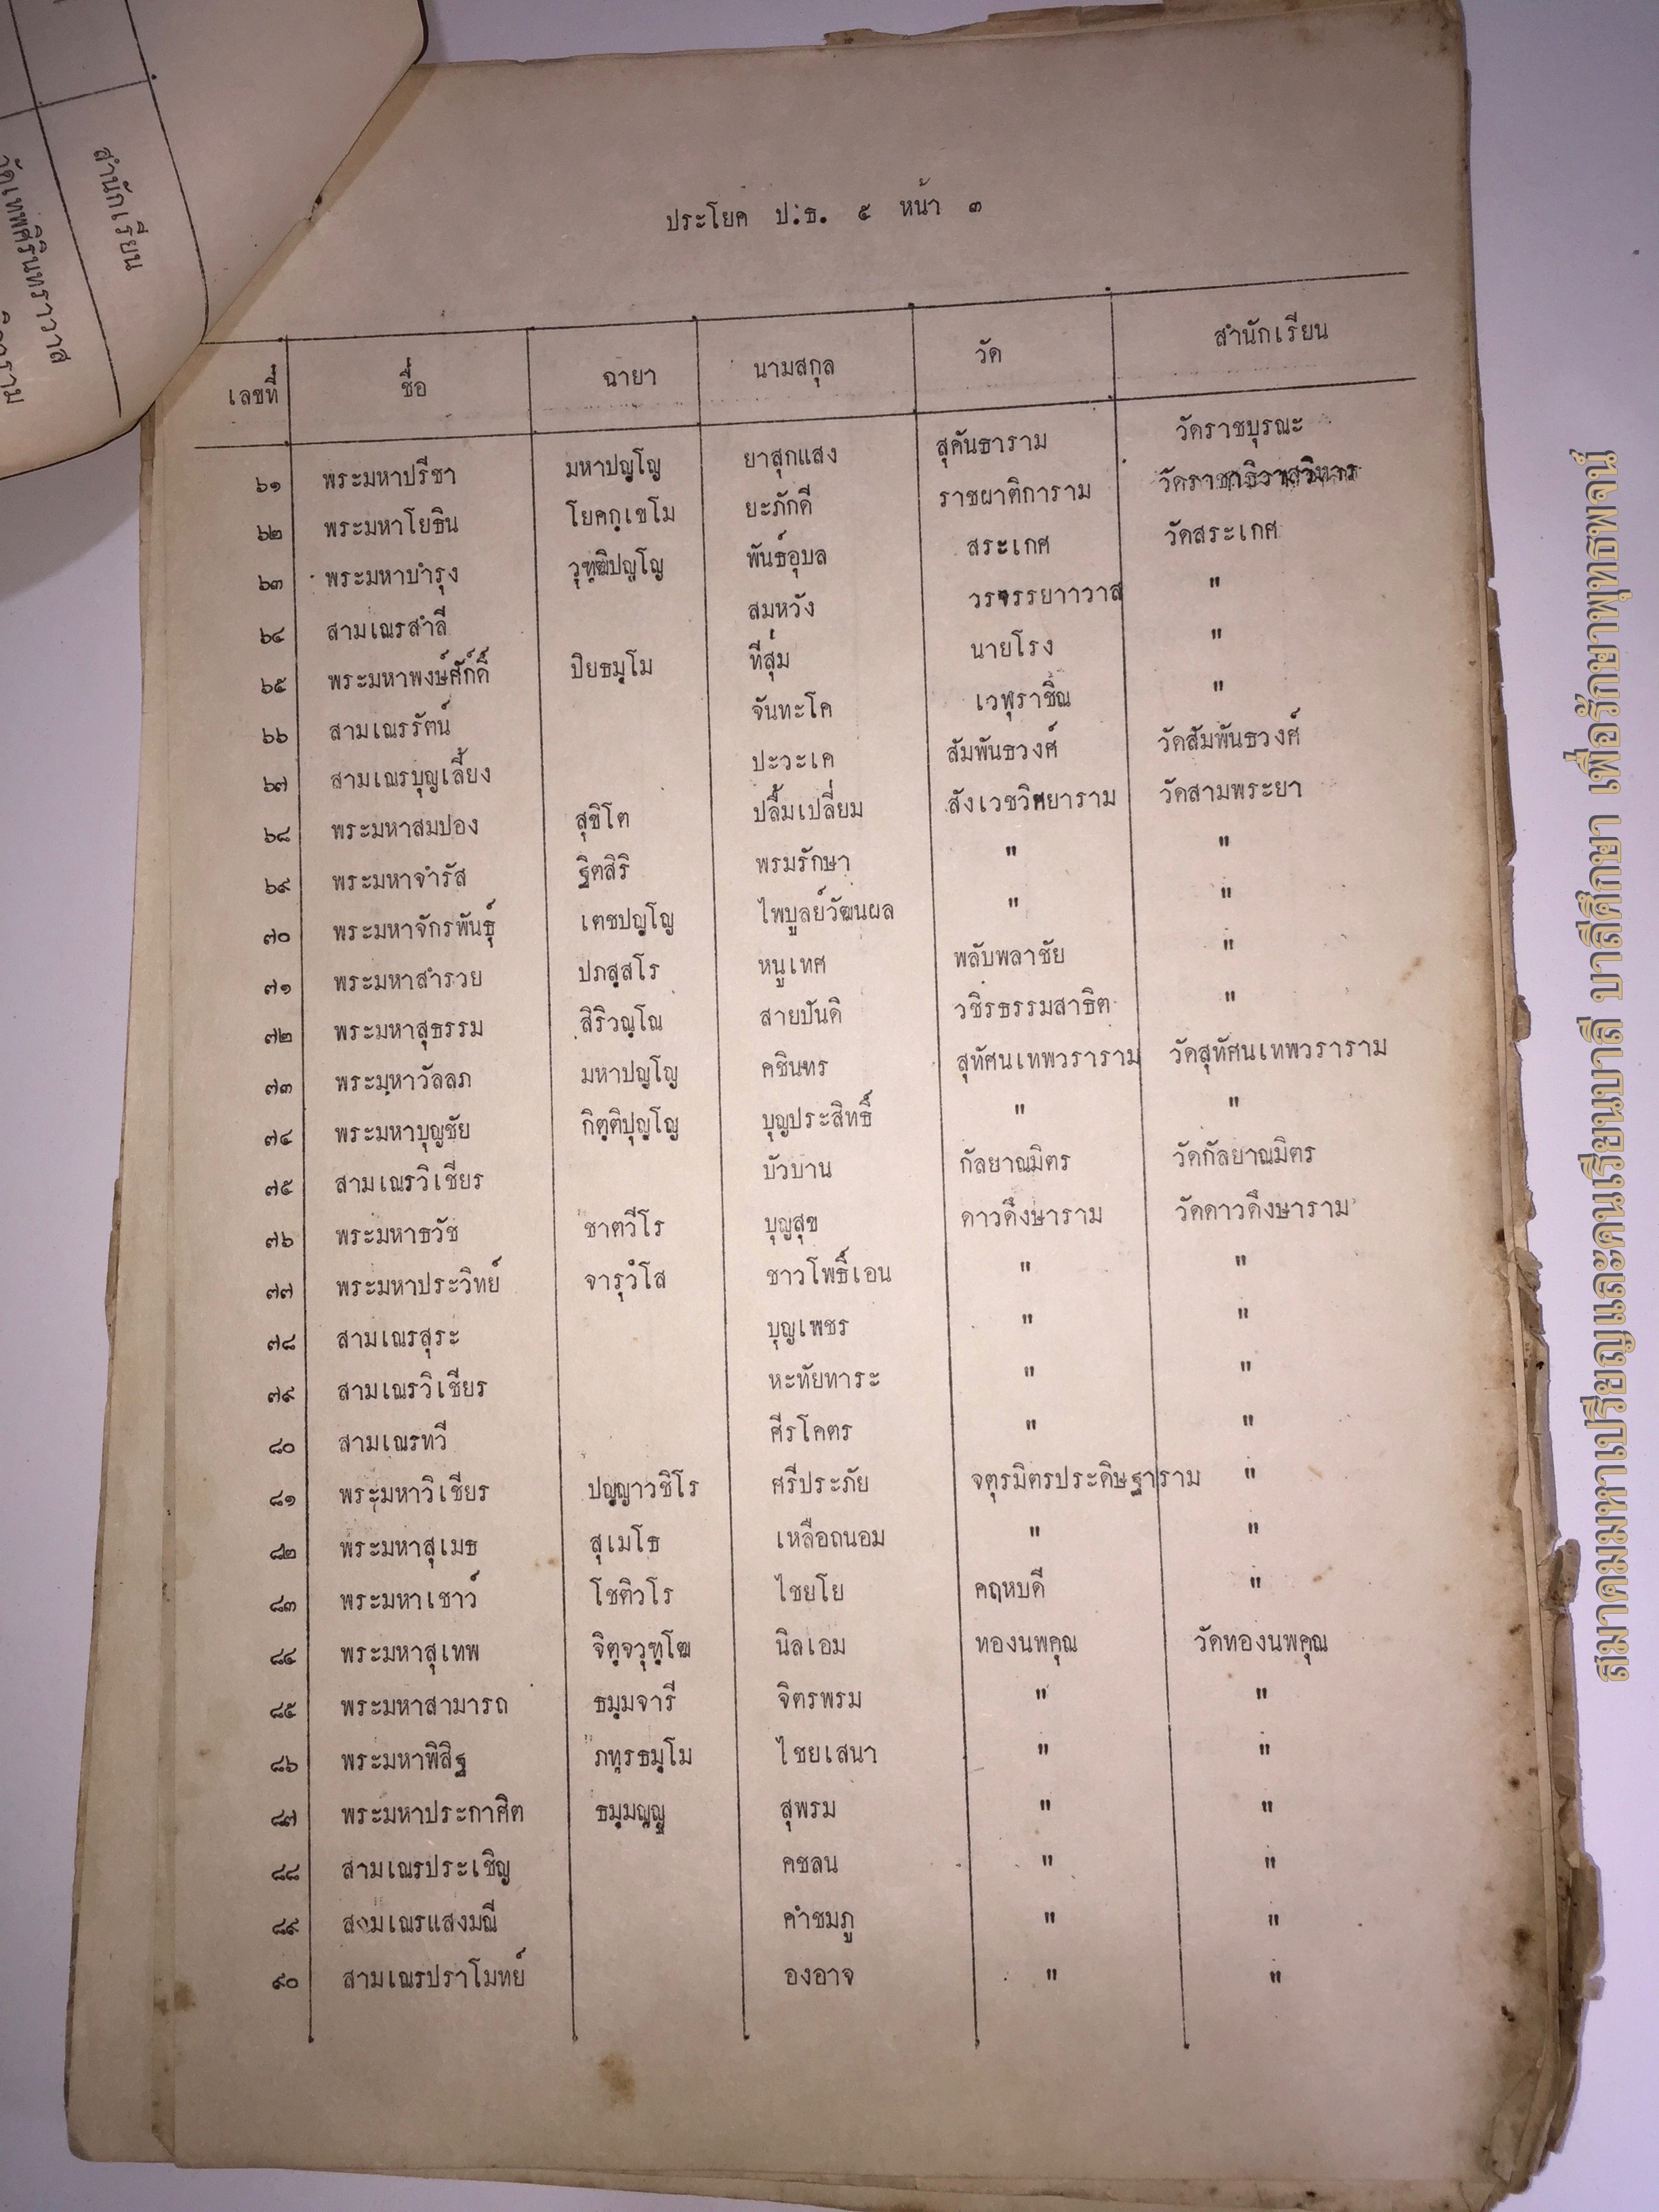 สำนักเรียน
วัดเทพศิรินทราวาส
ประโยค ป.ธ. ๕ หน้า ๓
เลขที่ ชื่อ ฉายา นามสกุล วัด สำนักเรียน
๖๑ พระมหาปรีชา มหาปญฺโญ ยาสุกแสง สุคันธาราม วัดราชบุรณะ
๖๒ พระมหาโยธิน โยคกฺเขโม ยะภักดี ราชผาติการาม วัดราชาธิวาสวิหาร
๖๓ พระมหาบำรุง วุฑฺฒิปญฺโญ พันธ์อุบล สระเกศ วัดสระเกศ
๖๔ สามเณรสำลี สมหวัง วรจรรยาวาส "
๖๕ พระมหาพงษ์ศักดิ์ ปิยธมฺโม ที่สุ่ม นายโรง "
๖๖ สามเณรรัตน์ จันทะโค เวฬุราชิณ "
๖๗ สามเณรบุญเลี้ยง ปะวะเค สัมพันธวงศ์ วัดสัมพันธวงศ์
๖๘ พระมหาสมปอง สุขิโต ปลื้มเปลี่ยม สังเวชวิศยาราม วัดสามพระยา
๖๙ พระมหาจำรัส ฐิตสิริ พรมรักษา " "
๗๐ พระมหาจักรพันธุ์ เตชปญฺโญ ไพบูลย์วัฒนผล " "
๗๑ พระมหาสำรวย ปภสฺสโร หนูเทศ พลับพลาชัย "
๗๒ พระมหาสุธรรม สิริวณฺโณ สายปันดิ วชิรธรรมสาธิต "
๗๓ พระมหาวัลลภ มหาปญฺโญ คชินทร สุทัศนเทพวราราม วัดสุทัศนเทพวราราม
๗๔ พระมหาบุญชัย กิตฺติปุญฺโญ บุญประสิทธิ์ " "
๗๕ สามเณรวิเชียร บัวบาน กัลยาณมิตร วัดกัลยาณมิตร
๗๖ พระมหาธวัช ชาตวีโร บุญสุข ดาวดึงษาราม วัดดาวดึงษาราม
๗๗ พระมหาประวิทย์ จารุวํโส ชาวโพธิ์เอน " "
๗๘ สามเณรสุระ บุญเพชร " "
๗๙ สามเณรวิเชียร หะทัยทาระ " "
๘๐ สามเณรทวี ศีรโคตร " "
๘๑ พระมหาวิเชียร ปญฺญาวชิโร ศรีประภัย จตุรมิตรประดิษฐาราม "
๘๒ พระมหาสุเมธ สุเมโธ เหลือถนอม " "
๘๓ พระมหาเชาว์ โชติวโร ไชยโย คฤหบดี "
๘๔ พระมหาสุเทพ จิตฺจวุฑฺโฒ นิลเอม ทองนพคุณ วัดทองนพคุณ
๘๕ พระมหาสามารถ ธมฺมจารี จิตรพรม " "
๘๖ พระมหาพิสิฐ ภทฺรธมฺโม ไชยเสนา " "
๘๗ พระมหาประกาศิต ธมฺมญฺญู สุพรม " "
๘๘ สามเณรประเชิญ คชลน " "
๘๙ สามเณรแสงมณี คำชมภู " "
๙๐ สามเณรปราโมทย์ องอาจ " "
สมาคมมหาเปรียญและคนเรียนบาลี บาลีศึกษา เพื่อรักษาพุทธพจน์